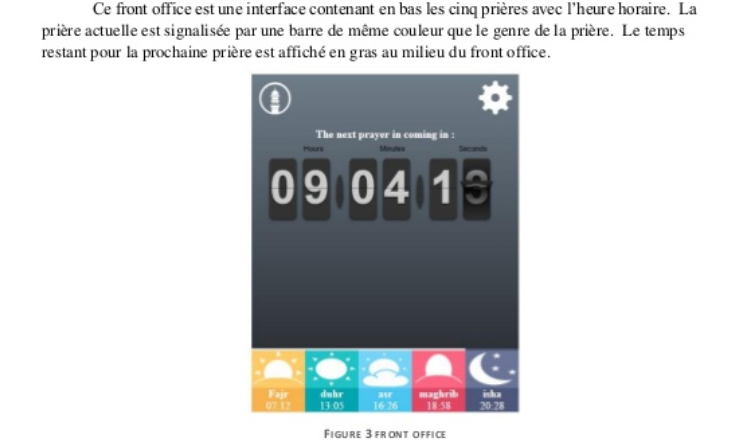 Ce front office est une interface contenant en bas les cinq prières avec l'heure horaire. La
prière actuelle est signalisée par une barre de même couleur que le genre de la prière. Le temps
restant pour la prochaine prière est affiché en gras au milieu du front office.
The next prayer in coming in :
Hours Minutes Seconds
09 04 1
Fajr duhr asr maghrib isha
07:12 13:05 16:26 18:58 20:28
FIGURE 3 FRONT OFFICE